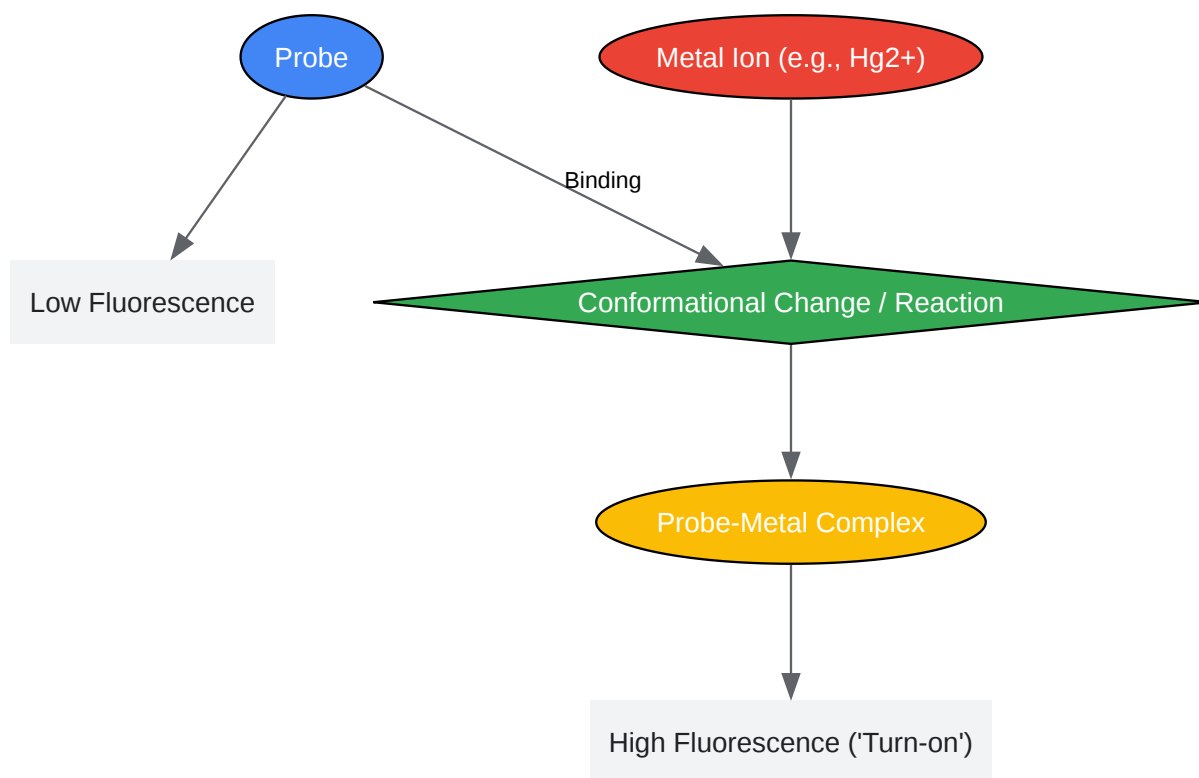 Probe
Metal Ion (e.g., Hg2+)
Binding
Low Fluorescence
Conformational Change / Reaction
Probe-Metal Complex
High Fluorescence ('Turn-on')